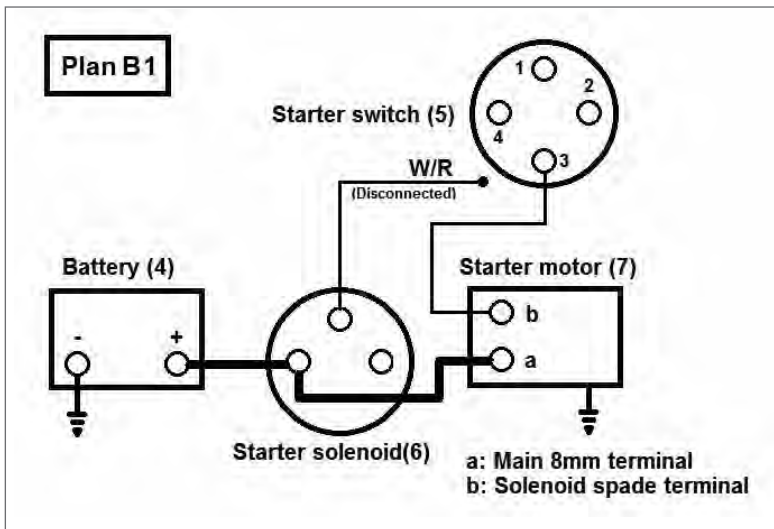 Plan B1
1
2
Starter switch (5)
4
3
W/R
(Disconnected)
Battery (4)
Starter motor (7)
- +
b
a
Starter solenoid(6)
a: Main 8mm terminal
b: Solenoid spade terminal